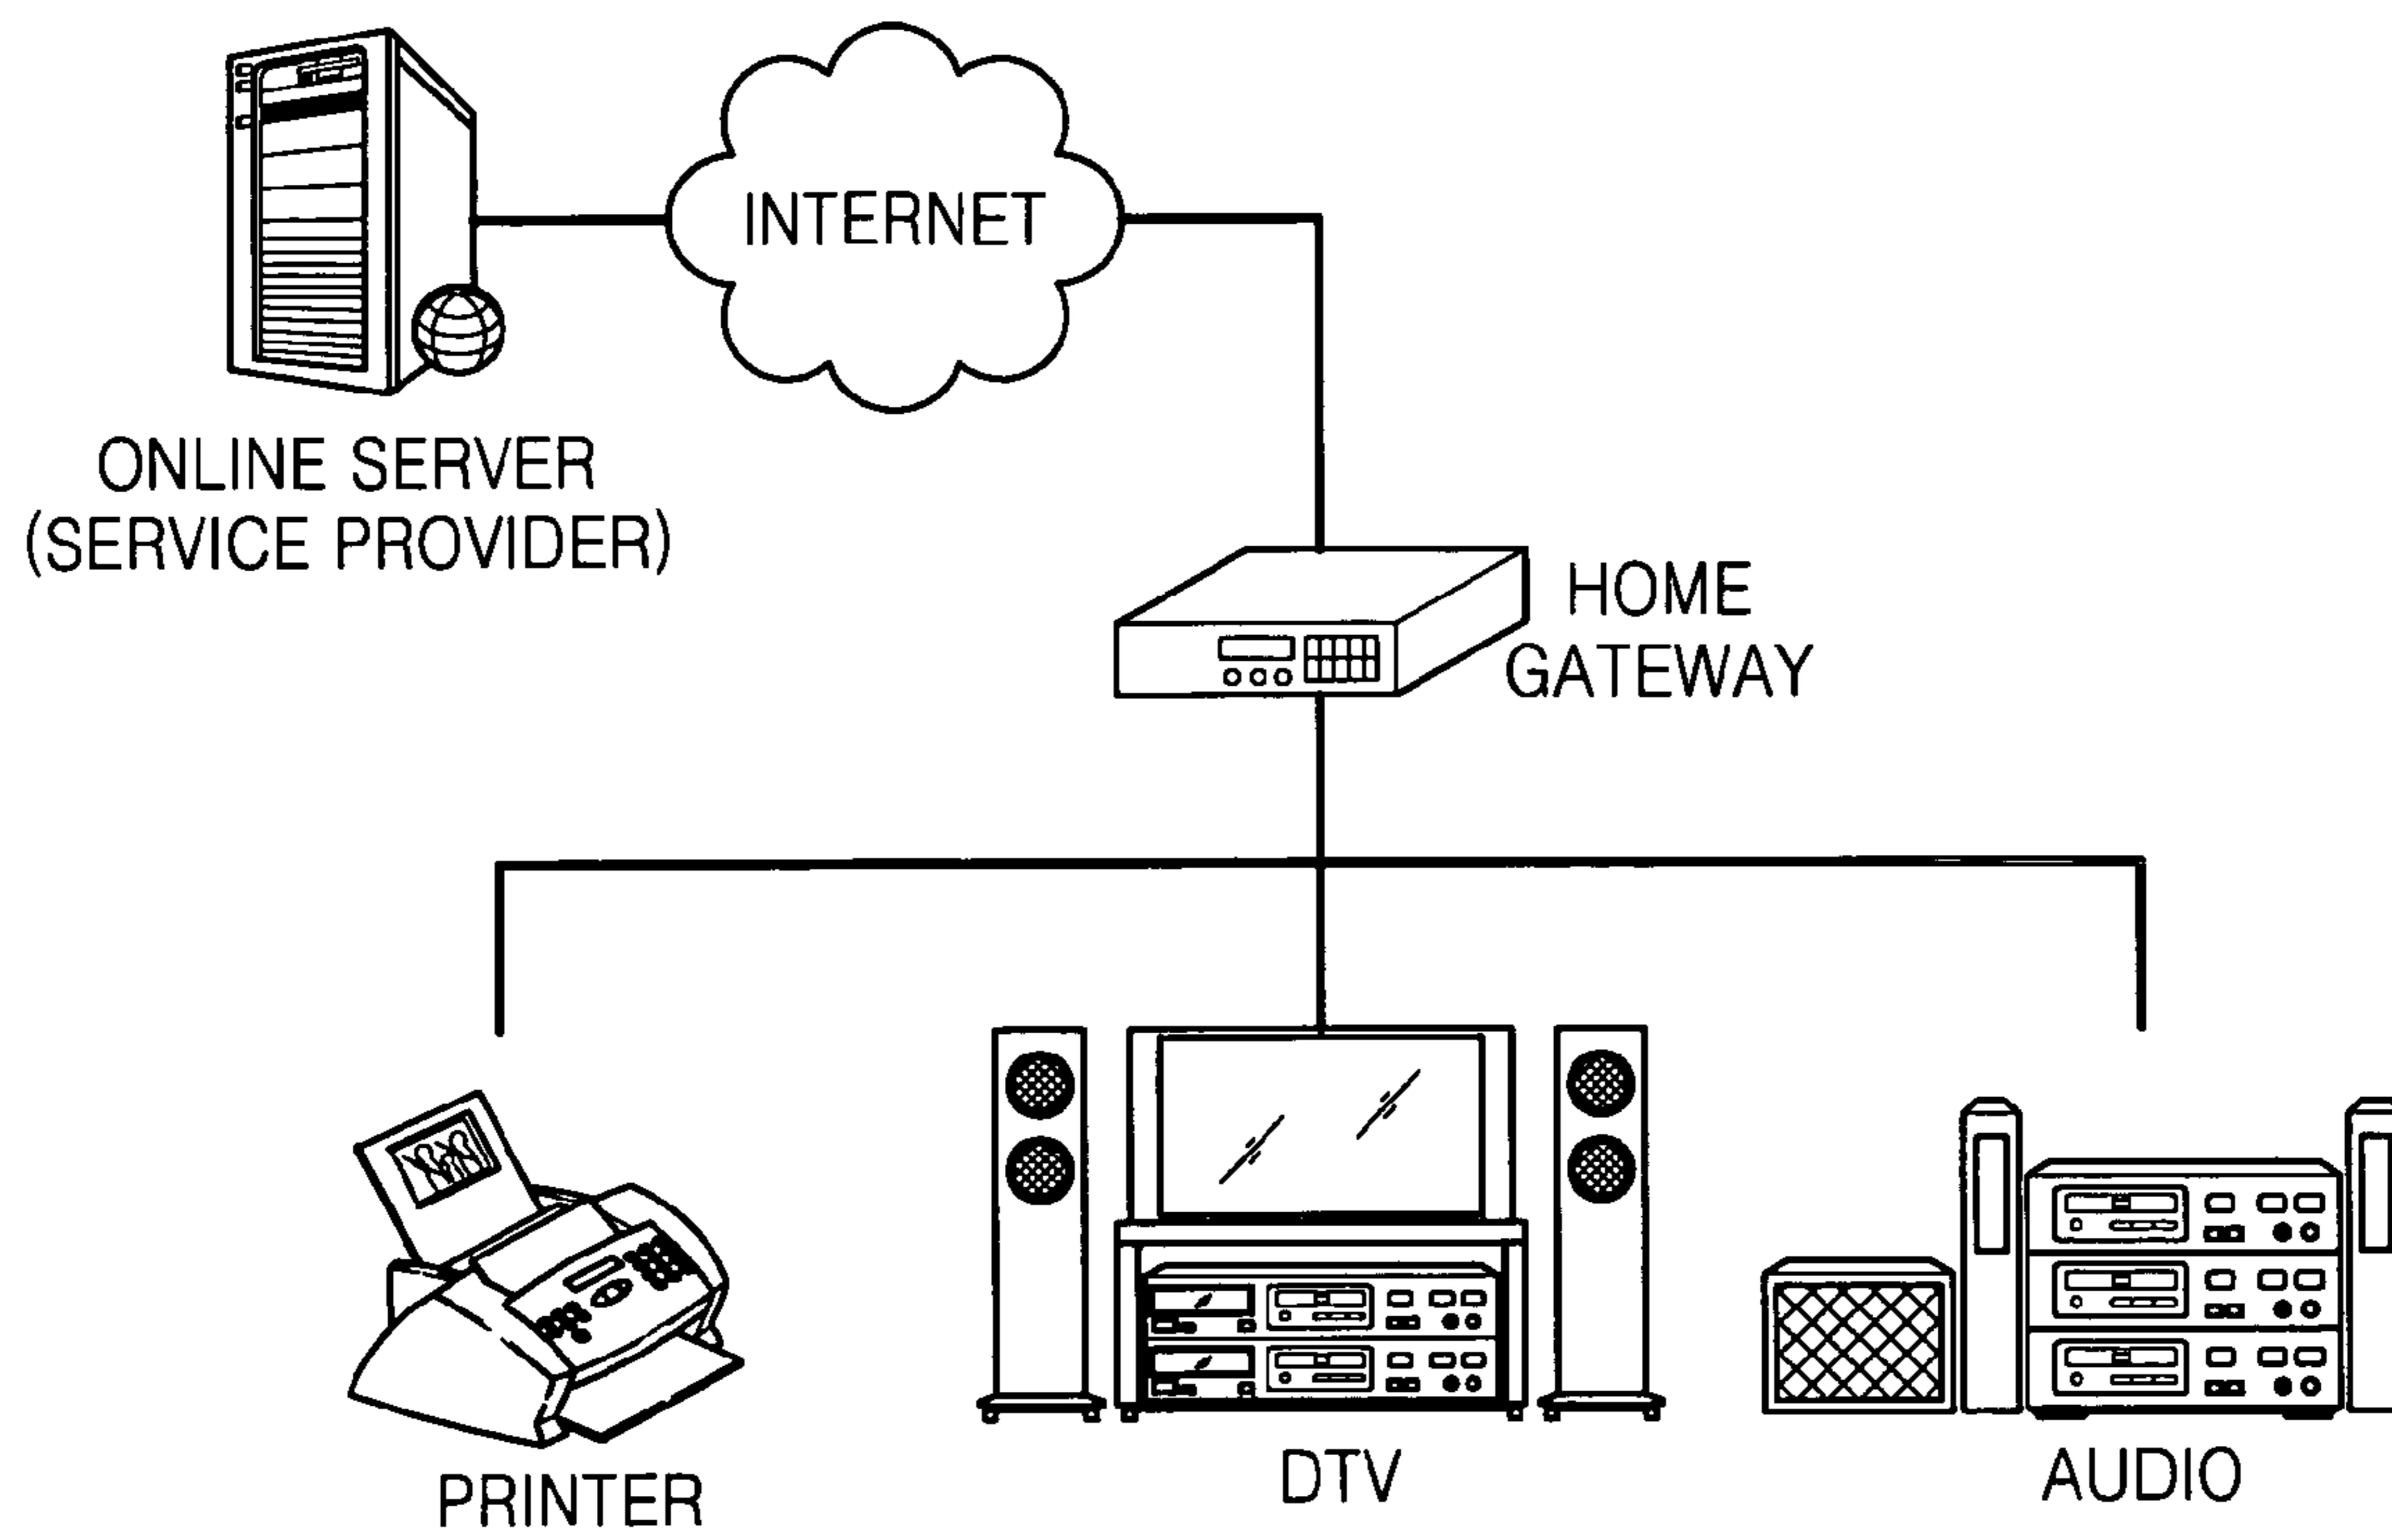 INTERNET
ONLINE SERVER
(SERVICE PROVIDER)
HOME
GATEWAY
PRINTER
DTV
AUDIO